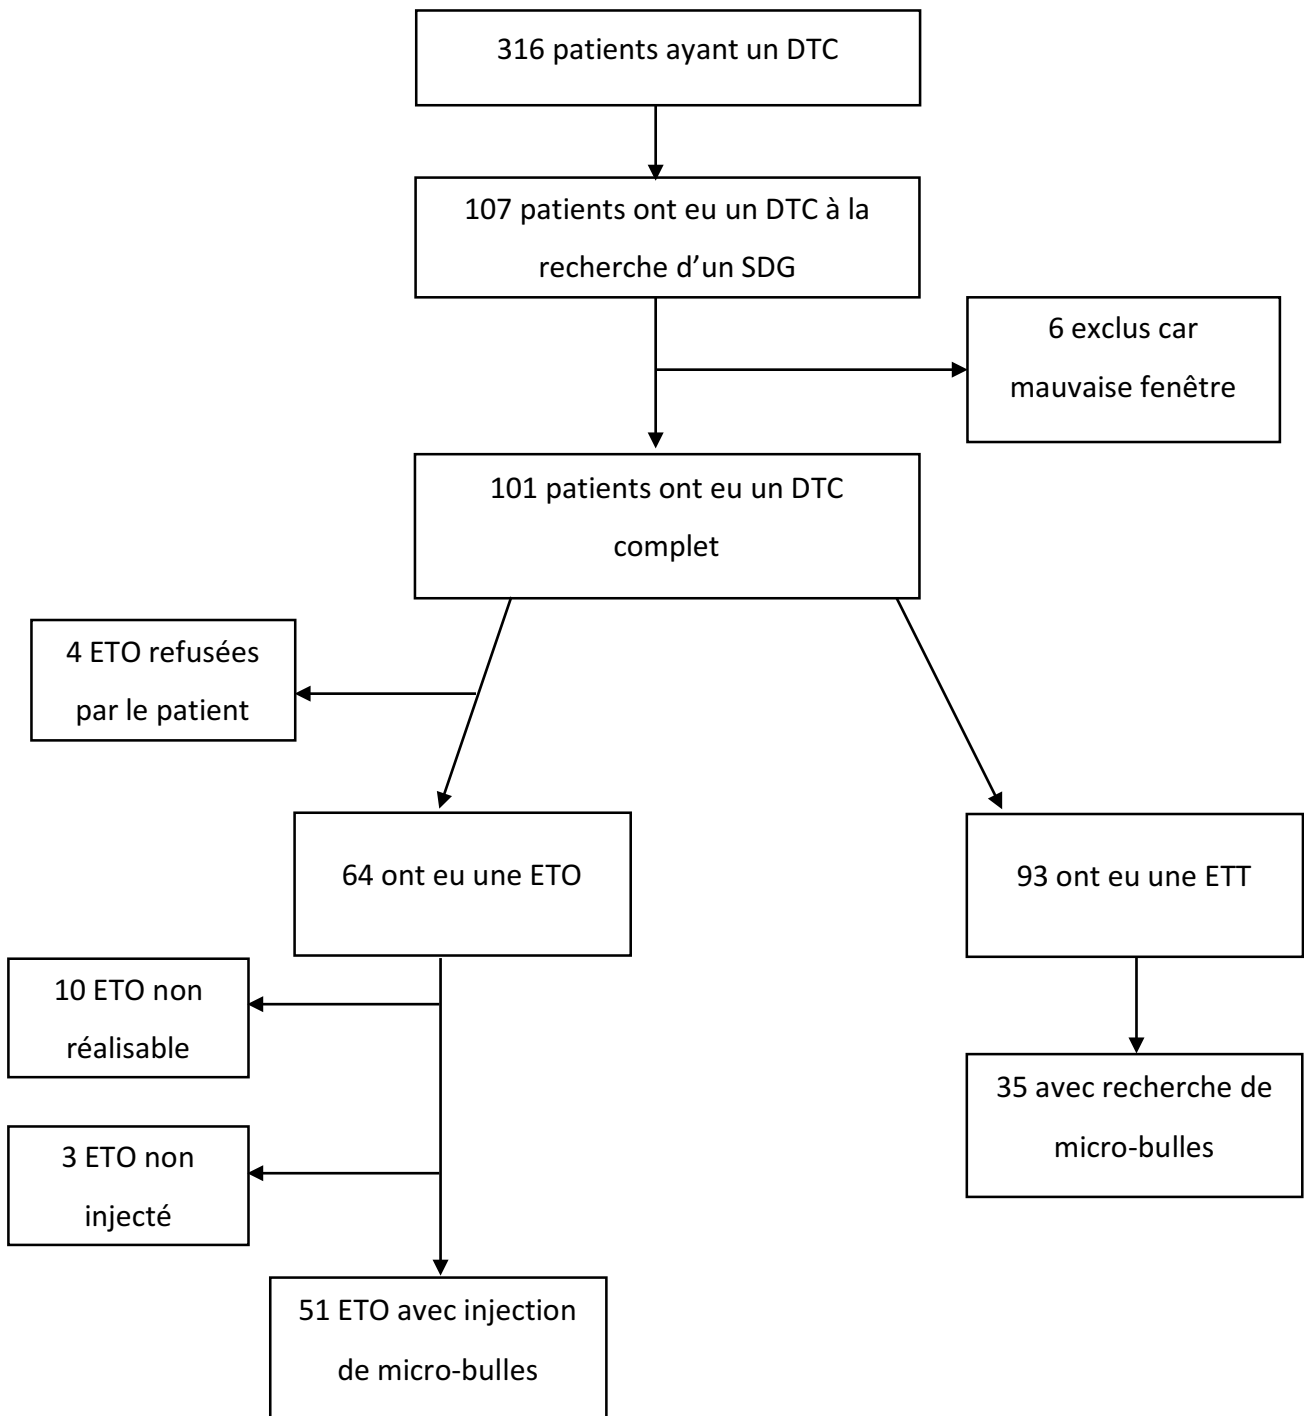 316 patients ayant un DTC
107 patients ont eu un DTC à la
recherche d’un SDG
6 exclus car
mauvaise fenêtre
101 patients ont eu un DTC
complet
4 ETO refusées
par le patient
64 ont eu une ETO
93 ont eu une ETT
10 ETO non
réalisable
35 avec recherche de
micro-bulles
3 ETO non
injecté
51 ETO avec injection
de micro-bulles